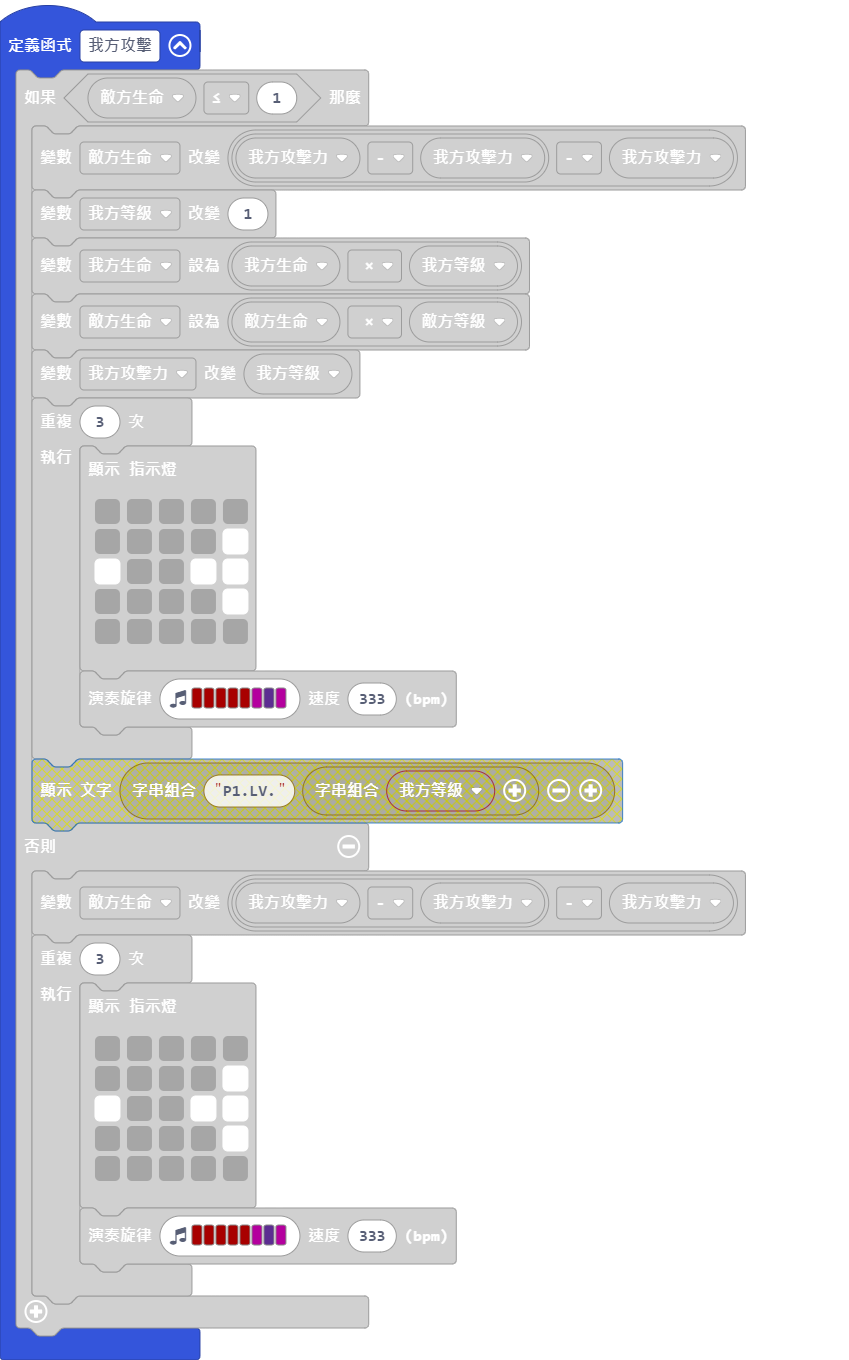 定義函式 我方攻擊
如果 敵方生命 ≤ 1 那麼
變數 敵方生命 改變 我方攻擊力 - 我方攻擊力 - 我方攻擊力
變數 我方等級 改變 1
變數 我方生命 設為 我方生命 × 我方等級
變數 敵方生命 設為 敵方生命 × 敵方等級
變數 我方攻擊力 改變 我方等級
重複 3 次
執行
顯示 指示燈
演奏旋律 速度 333 (bpm)
顯示 文字 字串組合 "P1.LV." 字串組合 我方等級
否則
變數 敵方生命 改變 我方攻擊力 - 我方攻擊力 - 我方攻擊力
重複 3 次
執行
顯示 指示燈
演奏旋律 速度 333 (bpm)